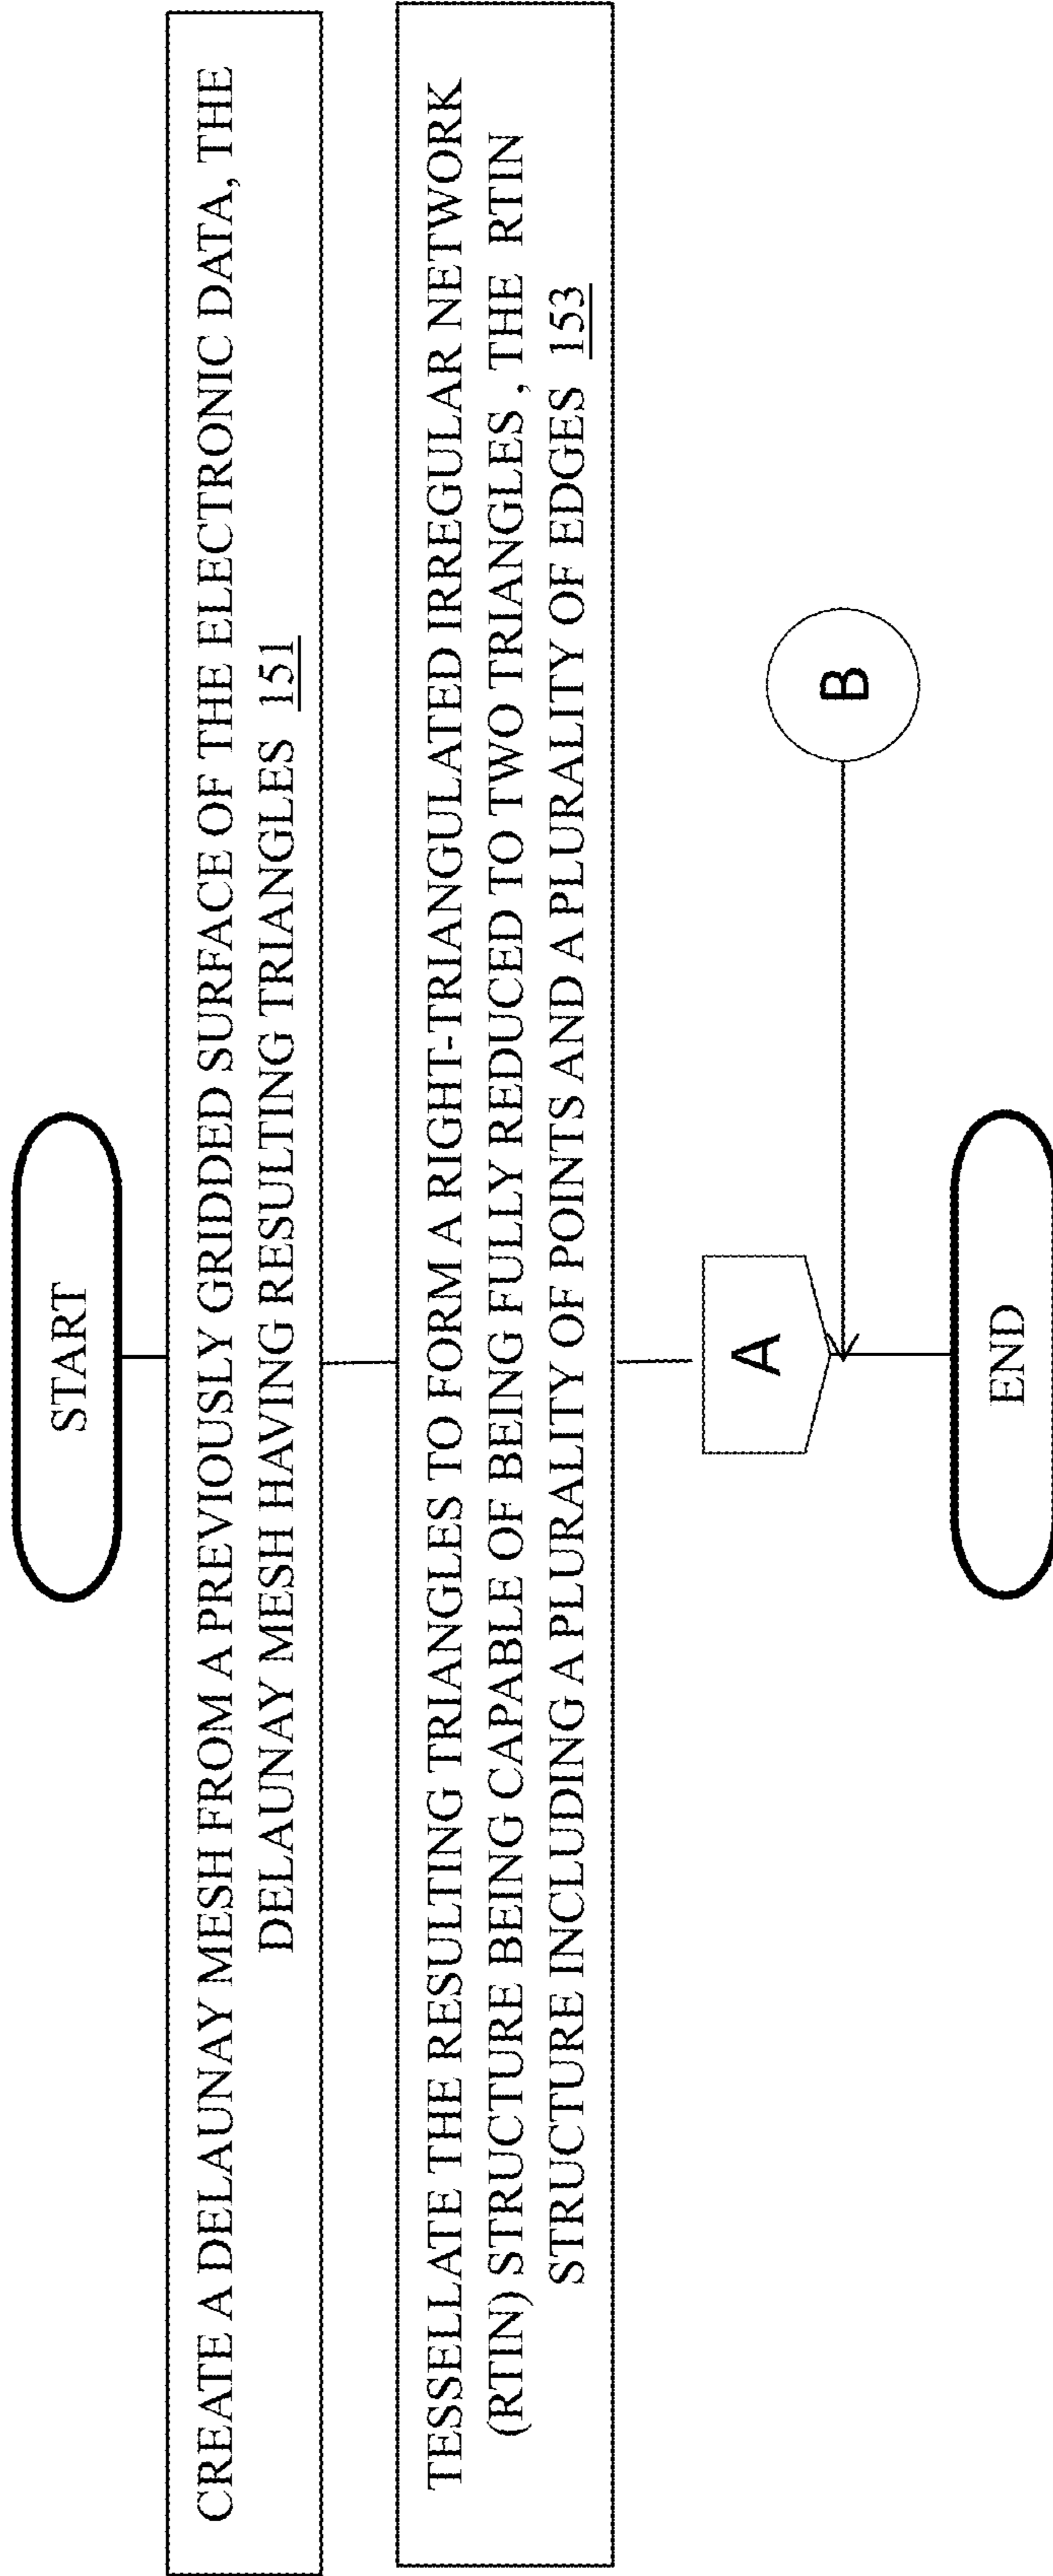 START
CREATE A DELAUNAY MESH FROM A PREVIOUSLY GRIDDED SURFACE OF THE ELECTRONIC DATA, THE
DELAUNAY MESH HAVING RESULTING TRIANGLES 151
TESSELLATE THE RESULTING TRIANGLES TO FORM A RIGHT-TRIANGULATED IRREGULAR NETWORK
(RTIN) STRUCTURE BEING CAPABLE OF BEING FULLY REDUCED TO TWO TRIANGLES , THE RTIN
STRUCTURE INCLUDING A PLURALITY OF POINTS AND A PLURALITY OF EDGES 153
A
B
END